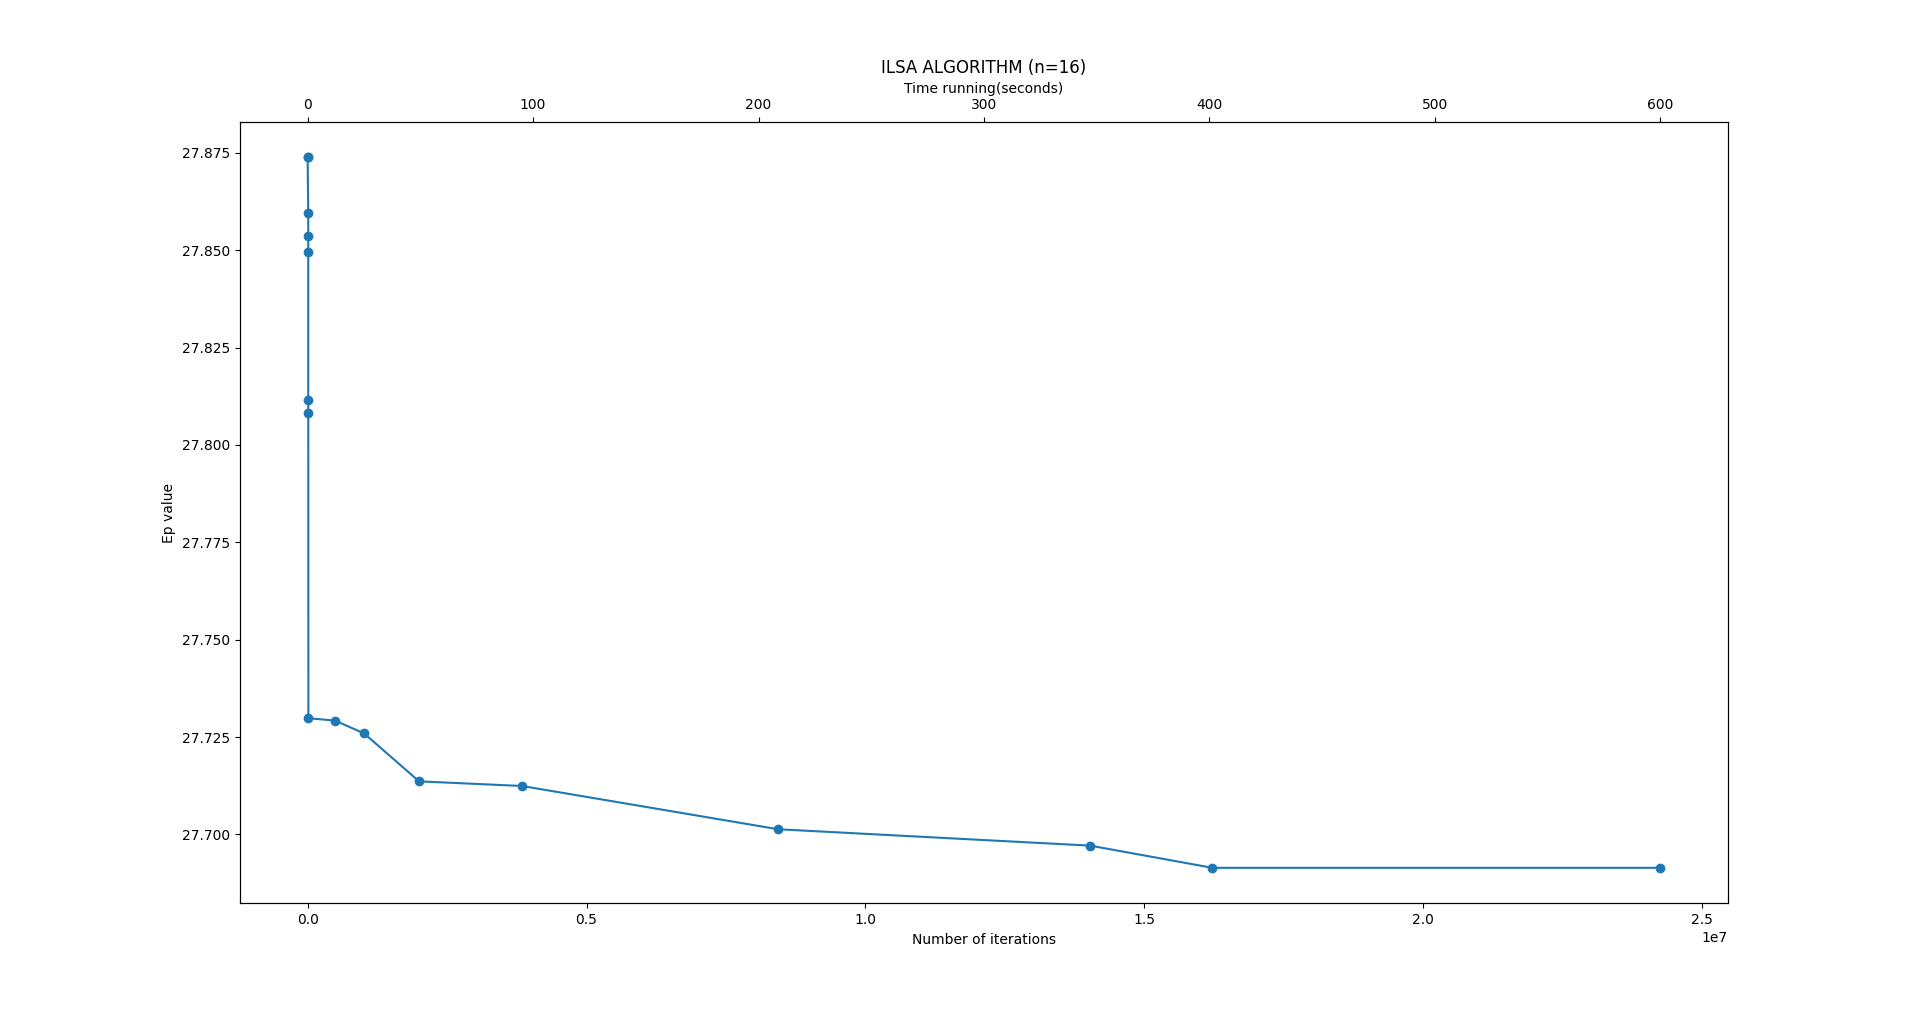 ILSA ALGORITHM (n=16)
Time running(seconds)
0 100 200 300 400 500 600
27.875
27.850
27.825
27.800
27.775
27.750
27.725
27.700
Ep value
0.0 0.5 1.0 1.5 2.0 2.5
1e7
Number of iterations